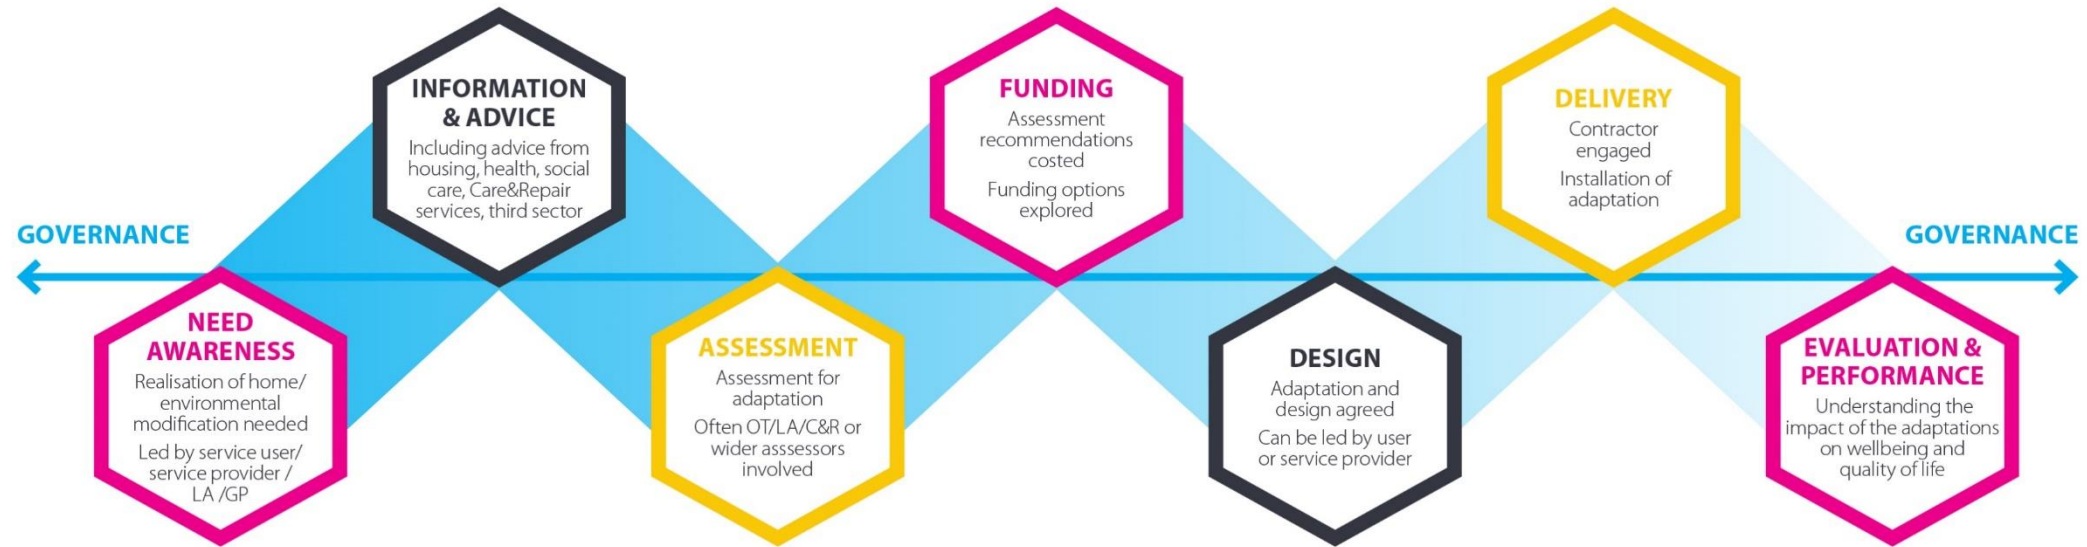 GOVERNANCE
NEED
AWARENESS
Realisation of home/
environmental
modification needed
Led by service user/
service provider /
LA /GP
INFORMATION
& ADVICE
Including advice from
housing, health, social
care, Care&Repair
services, third sector
ASSESSMENT
Assessment for
adaptation
Often OT/LA/C&R or
wider asssessors
involved
FUNDING
Assessment
recommendations
costed
Funding options
explored
DESIGN
Adaptation and
design agreed
Can be led by user
or service provider
DELIVERY
Contractor
engaged
Installation of
adaptation
EVALUATION &
PERFORMANCE
Understanding the
impact of the adaptations
on wellbeing and
quality of life
GOVERNANCE